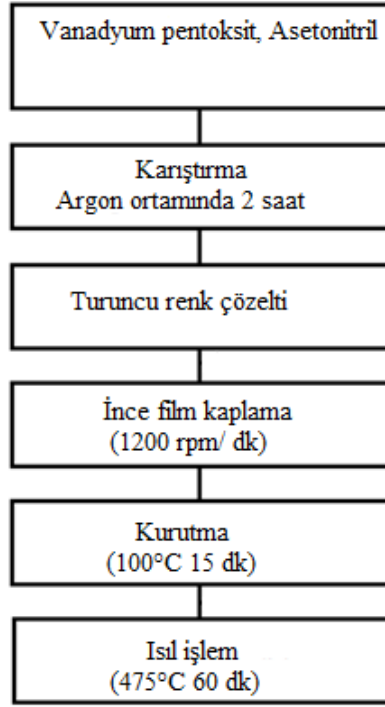 Vanadyum pentoksit, Asetonitril
Karıştırma
Argon ortamında 2 saat
Turuncu renk çözelti
İnce film kaplama
(1200 rpm/ dk)
Kurutma
(100°C 15 dk)
Isıl işlem
(475°C 60 dk)